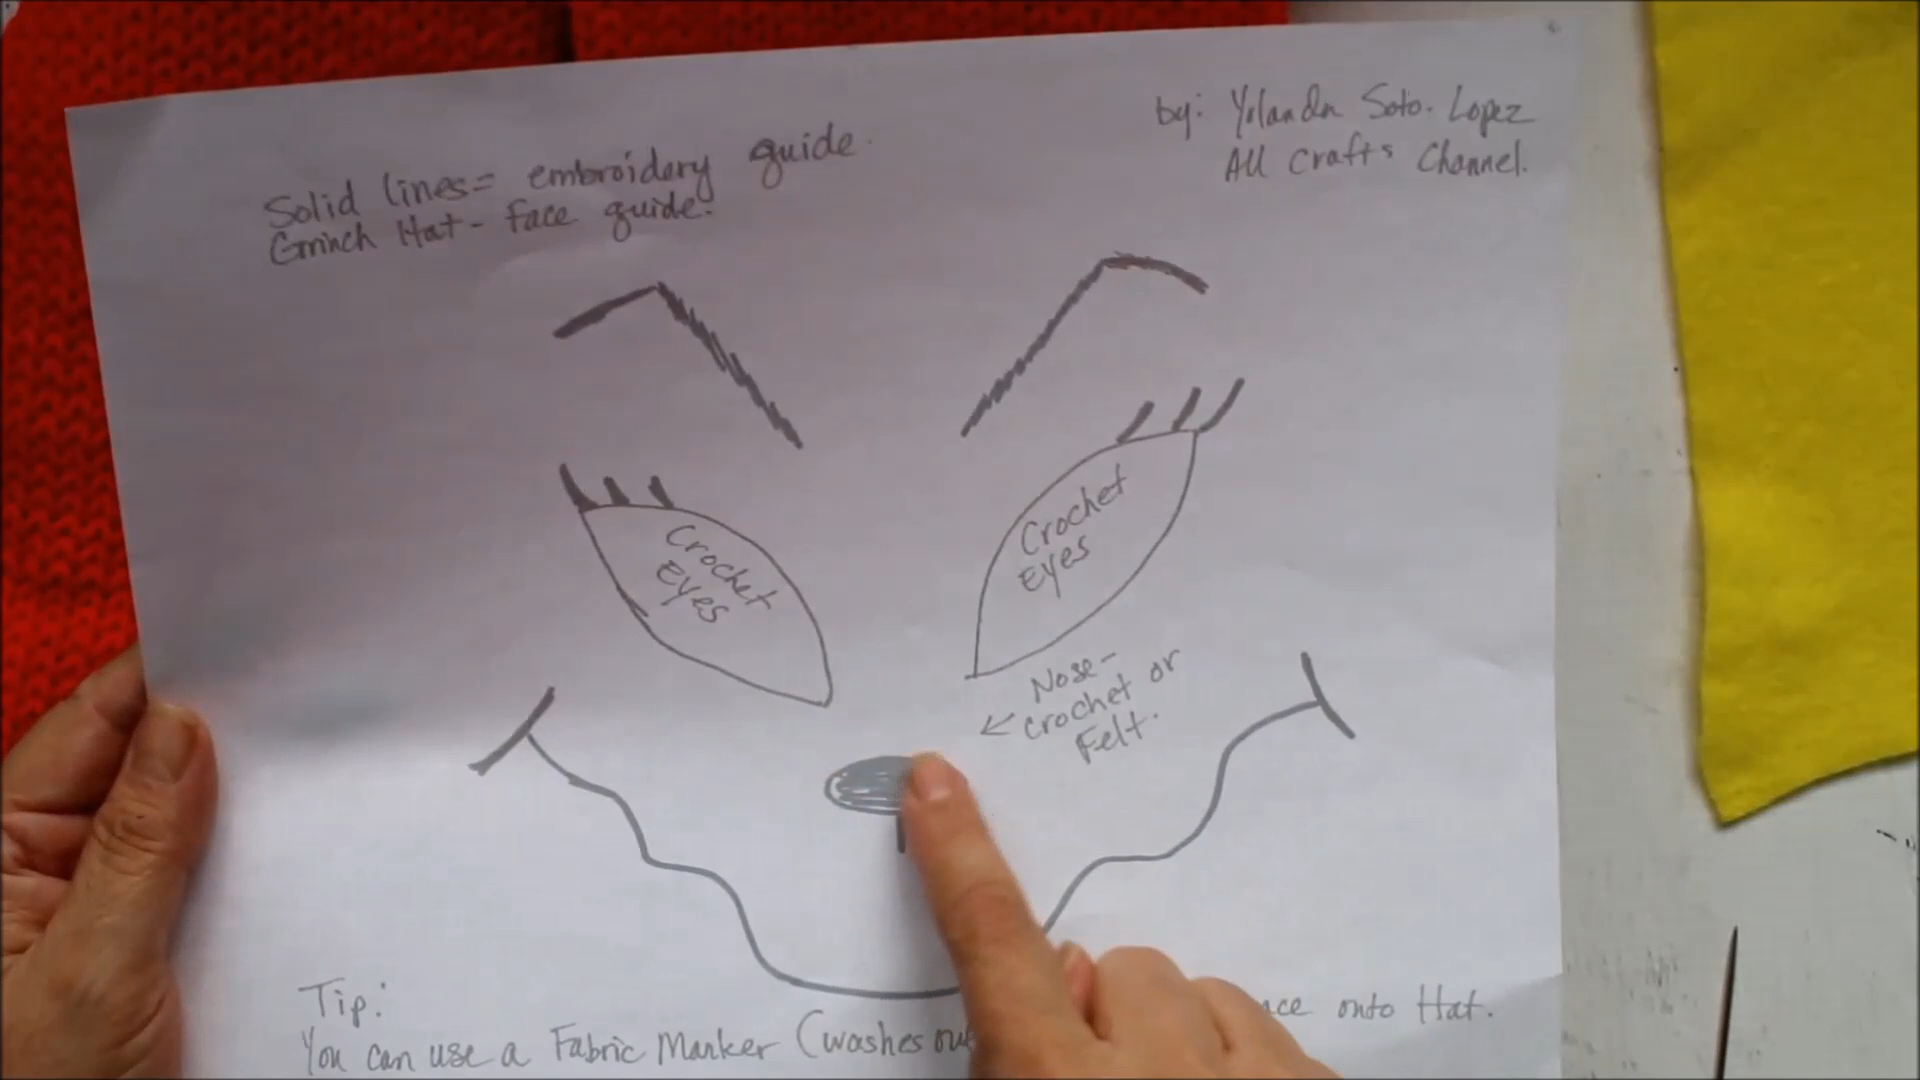 Solid lines= embroidery guide.
Grinch Hat- Face guide.
by: Yolanda Soto. Lopez
All Crafts Channel.
Crochet
Eyes
Crochet
Eyes
Nose-
← crochet or
Felt.
Tip:
You can use a Fabric Marker (washes out onto Hat.